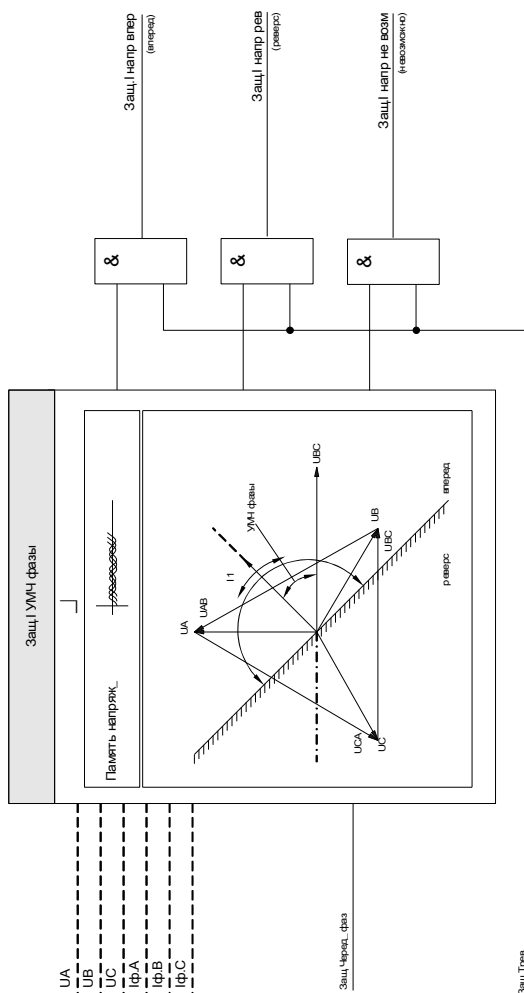 Защ.I напр впер
(вперед)
Защ.I напр рев
(реверс)
Защ.I напр не возм
(невозможно)
&
&
&
Защ.I УМЧ фазы
Память напряж_
UBC
УМЧ фазы
I1
UA
UAB
UB
UBC
UCA
UC
вперед
реверс
UA
UB
UC
Iф.A
Iф.B
Iф.C
Защ.Черед_ фаз
Защ.Трев